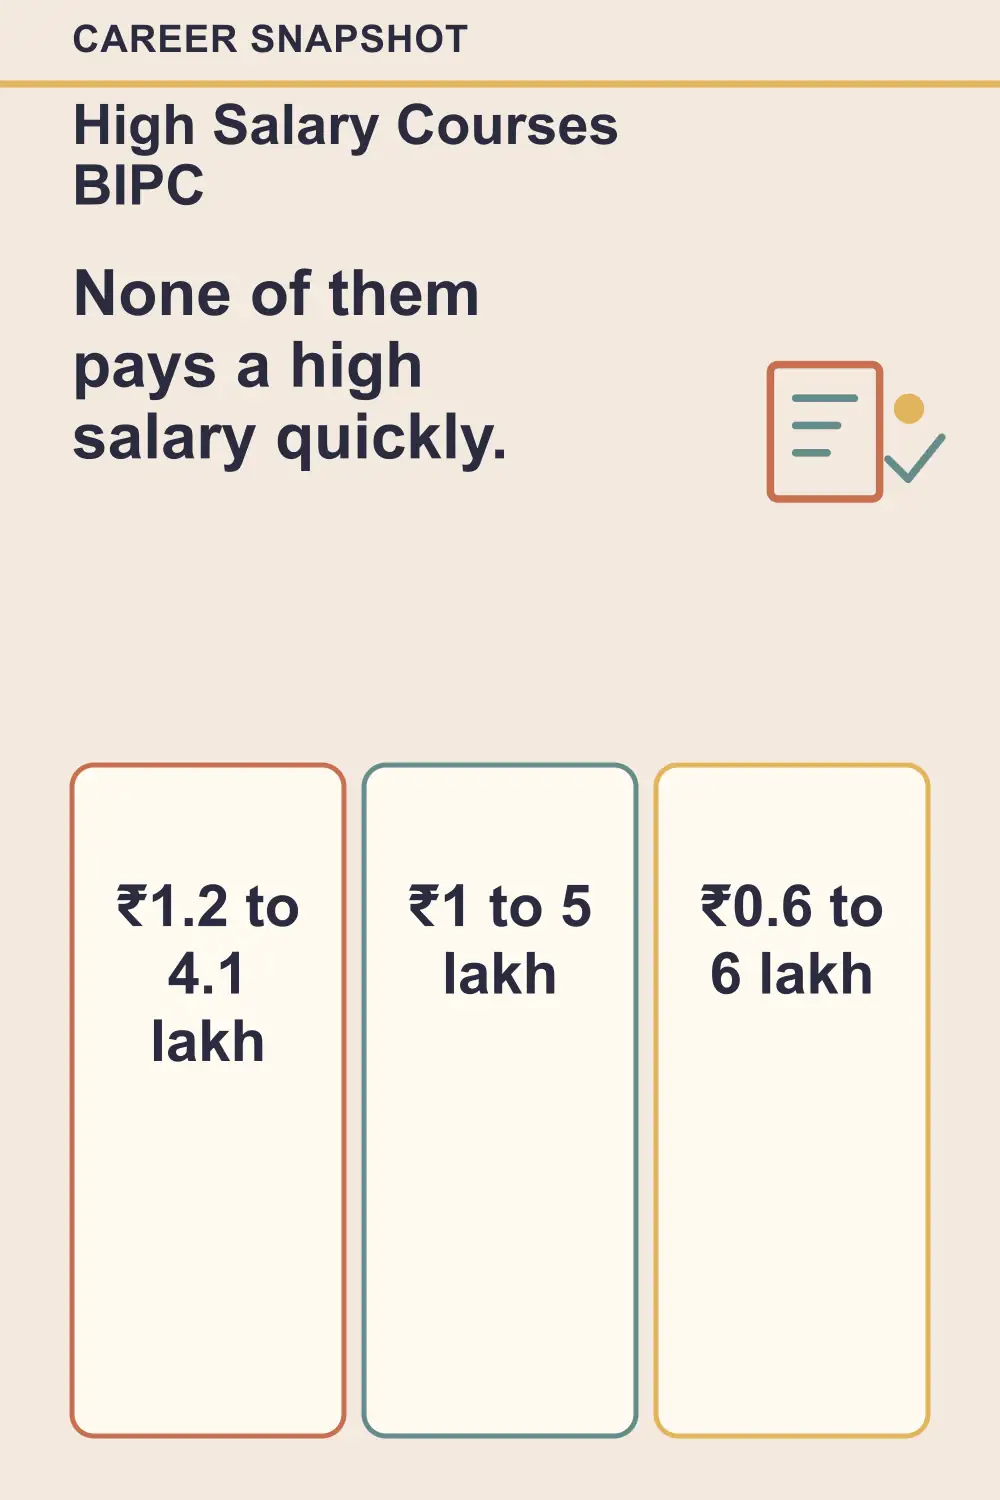 CAREER SNAPSHOT
High Salary Courses
BIPC
None of them
pays a high
salary quickly.
₹1.2 to
4.1
lakh
₹1 to 5
lakh
₹0.6 to
6 lakh